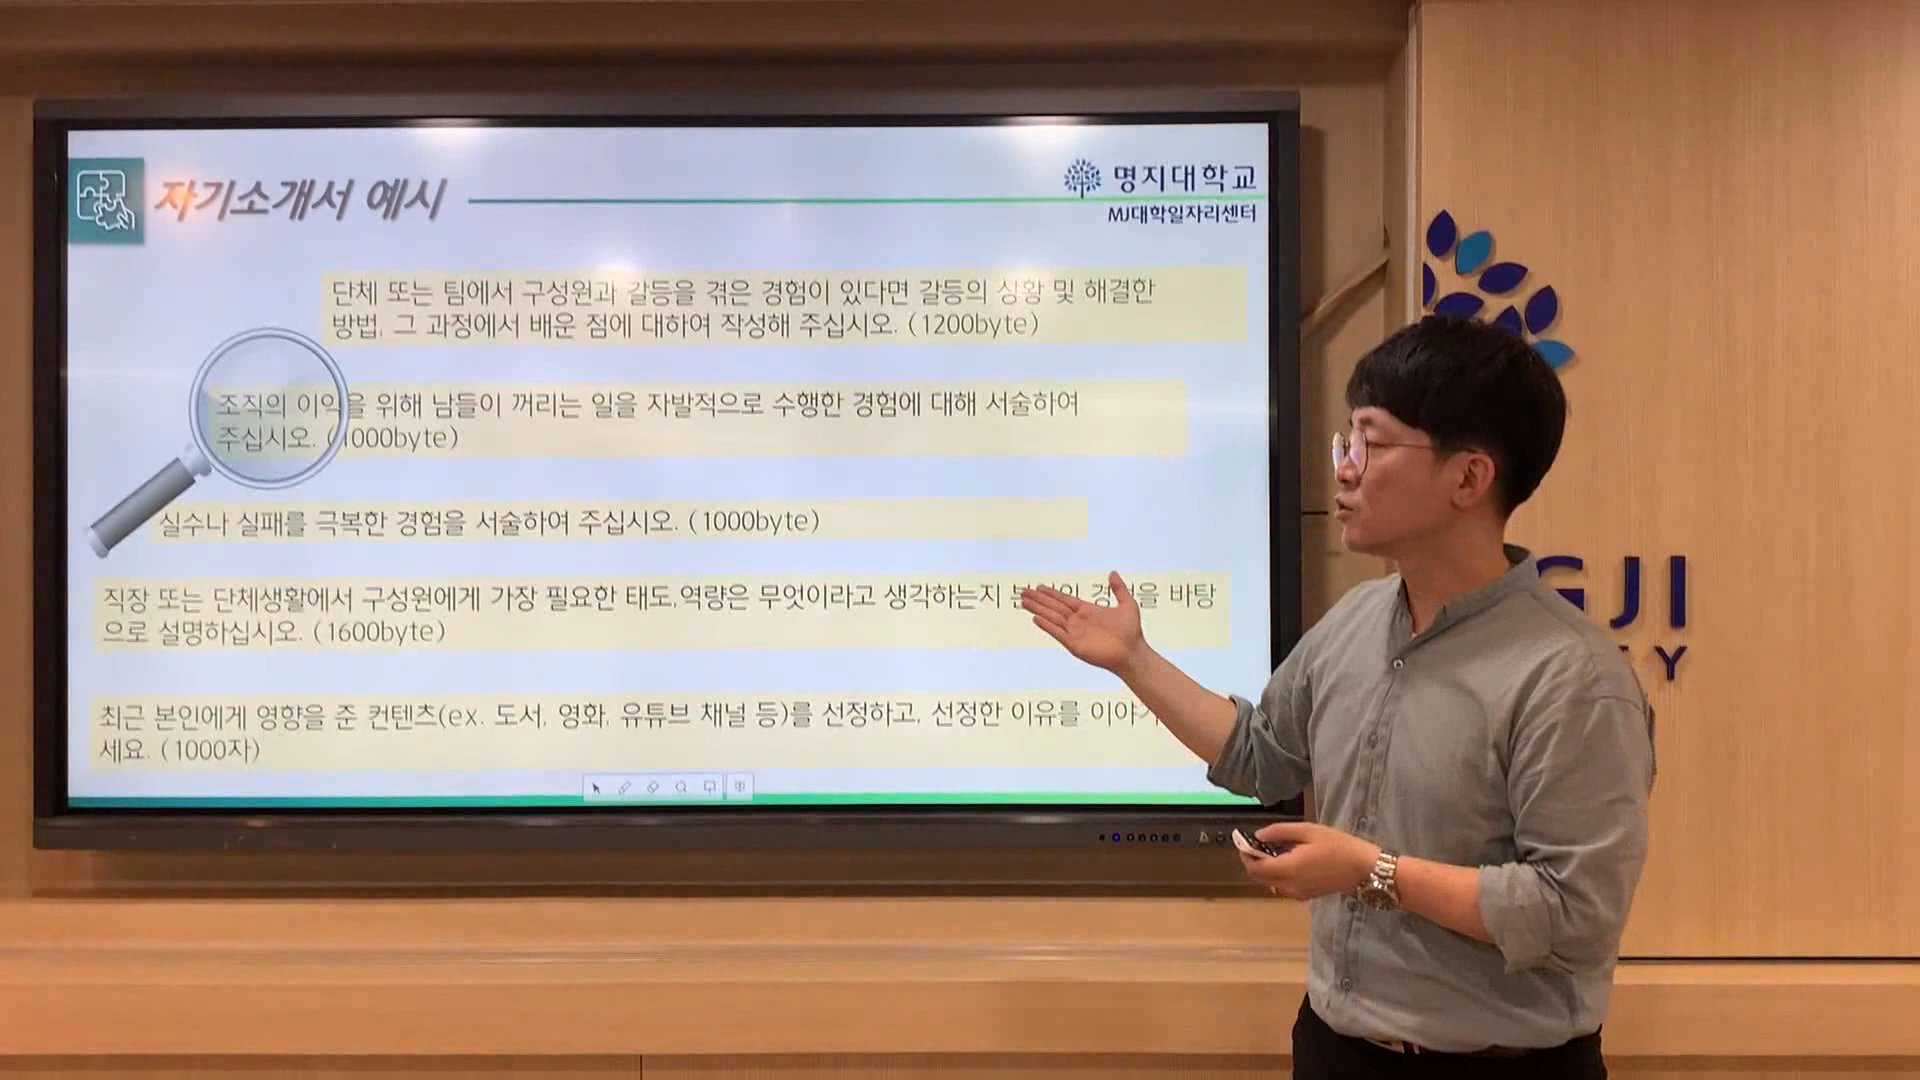 자기소개서 예시
명지대학교
MJ대학일자리센터
단체 또는 팀에서 구성원과 갈등을 겪은 경험이 있다면 갈등의 상황 및 해결한
방법, 그 과정에서 배운 점에 대하여 작성해 주십시오. (1200byte)
조직의 이익을 위해 남들이 꺼리는 일을 자발적으로 수행한 경험에 대해 서술하여
주십시오. (1000byte)
실수나 실패를 극복한 경험을 서술하여 주십시오. (1000byte)
직장 또는 단체생활에서 구성원에게 가장 필요한 태도,역량은 무엇이라고 생각하는지 바탕
으로 설명하십시오. (1600byte)
최근 본인에게 영향을 준 컨텐츠(ex. 도서, 영화, 유튜브 채널 등)를 선정하고, 선정한 이유를
세요. (1000자)
GJI
Y